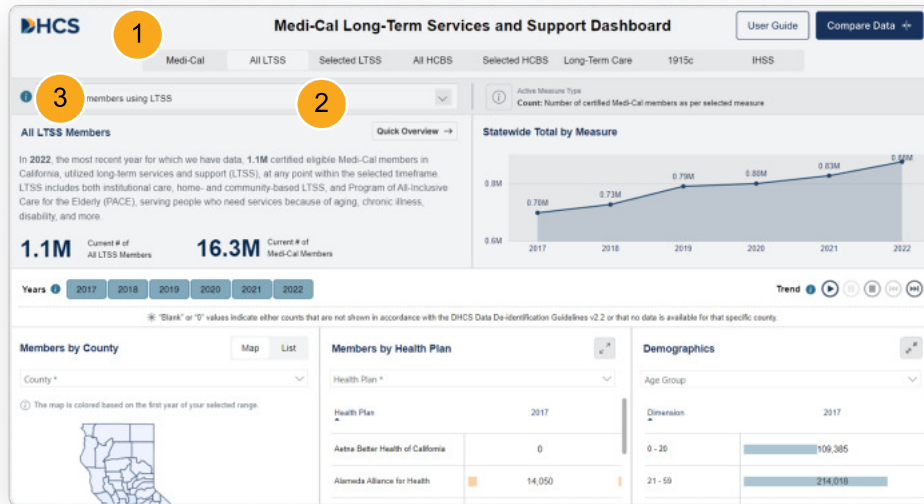 DHCS
1
Medi-Cal Long-Term Services and Support Dashboard
User Guide
Compare Data
Medi-Cal
All LTSS
Selected LTSS
All HCBS
Selected HCBS
Long-Term Care
1915c
IHSS
3
members using LTSS
2
Active Measure Type
Count: Number of certified Medi-Cal members as per selected measure
All LTSS Members
Quick Overview →
In 2022, the most recent year for which we have data, 1.1M certified eligible Medi-Cal members in
California, utilized long-term services and support (LTSS), at any point within the selected timeframe.
LTSS includes both institutional care, home- and community-based LTSS, and Program of All-Inclusive
Care for the Elderly (PACE), serving people who need services because of aging, chronic illness,
disability, and more.
1.1M
Current # of
All LTSS Members
16.3M
Current # of
Medi-Cal Members
Statewide Total by Measure
0.8M
0.6M
0.70M
0.73M
0.79M
0.80M
0.83M
0.88M
2017
2018
2019
2020
2021
2022
Years
2017
2018
2019
2020
2021
2022
Trend
"Blank" or "0" values indicate either counts that are not shown in accordance with the DHCS Data De-identification Guidelines v2.2 or that no data is available for that specific county.
Members by County
Map
List
County *
The map is colored based on the first year of your selected range.
Members by Health Plan
Health Plan *
Health Plan
2017
Aetna Better Health of California
0
Alameda Alliance for Health
14,050
Demographics
Age Group
Dimension
2017
0 - 20
109,385
21 - 59
214,018